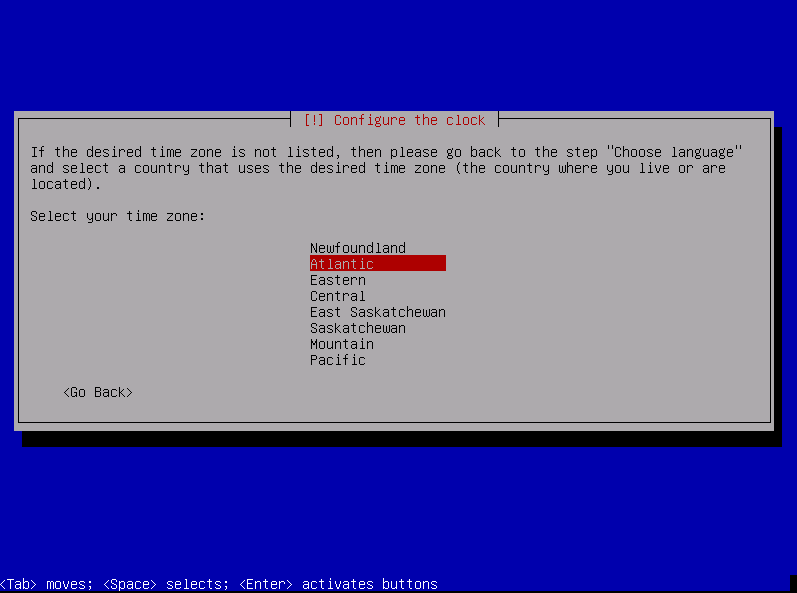 [!] Configure the clock
If the desired time zone is not listed, then please go back to the step "Choose language"
and select a country that uses the desired time zone (the country where you live or are
located).
Select your time zone:
Newfoundland
Atlantic
Eastern
Central
East Saskatchewan
Saskatchewan
Mountain
Pacific
<Go Back>
<Tab> moves; <Space> selects; <Enter> activates buttons